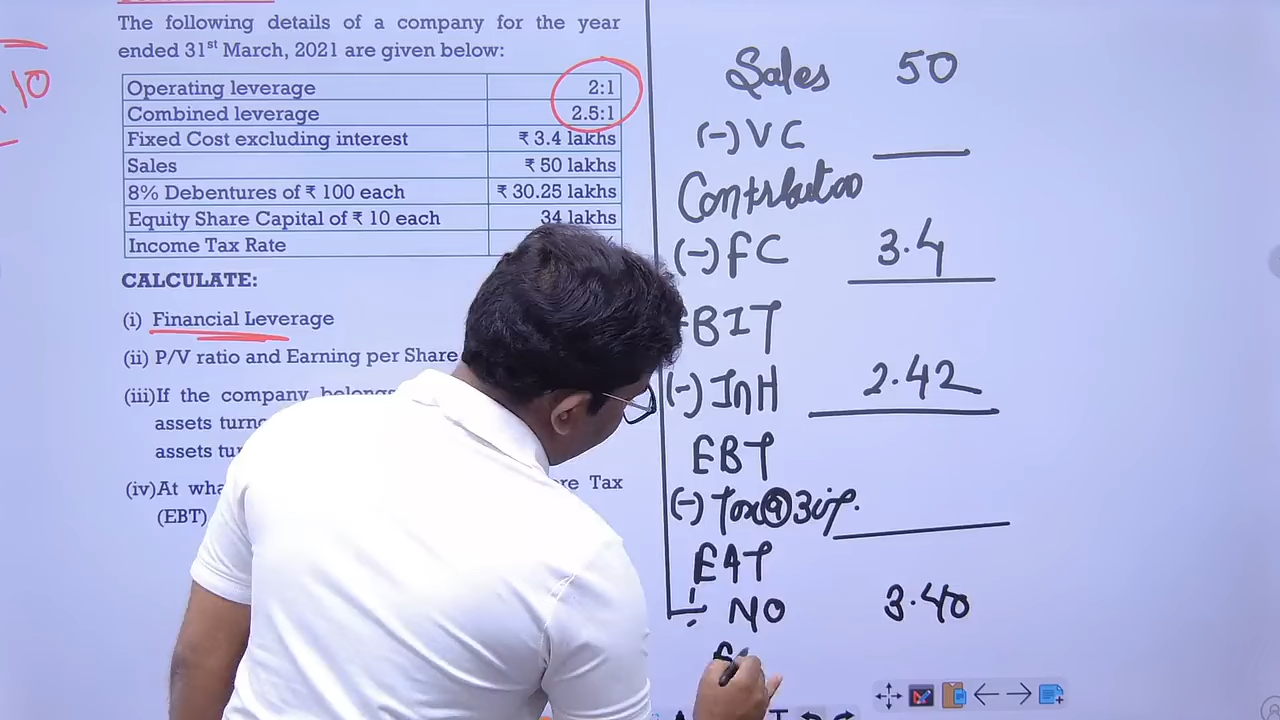 10
The following details of a company for the year
ended 31st March, 2021 are given below:
Operating leverage 2:1
Combined leverage 2.5:1
Fixed Cost excluding interest ₹ 3.4 lakhs
Sales ₹ 50 lakhs
8% Debentures of ₹ 100 each ₹ 30.25 lakhs
Equity Share Capital of ₹ 10 each 34 lakhs
Income Tax Rate
CALCULATE:
(i) Financial Leverage
(ii) P/V ratio and Earning per Share
(iii)If the company belongs
assets
assets
(iv)At Tax
(EBT)
Sales 50
(-) VC
Contribution
(-) FC 3.4
EBIT
(-) Int 2.42
EBT
(-) Tax@30%.
EAT
÷ NO 3.40